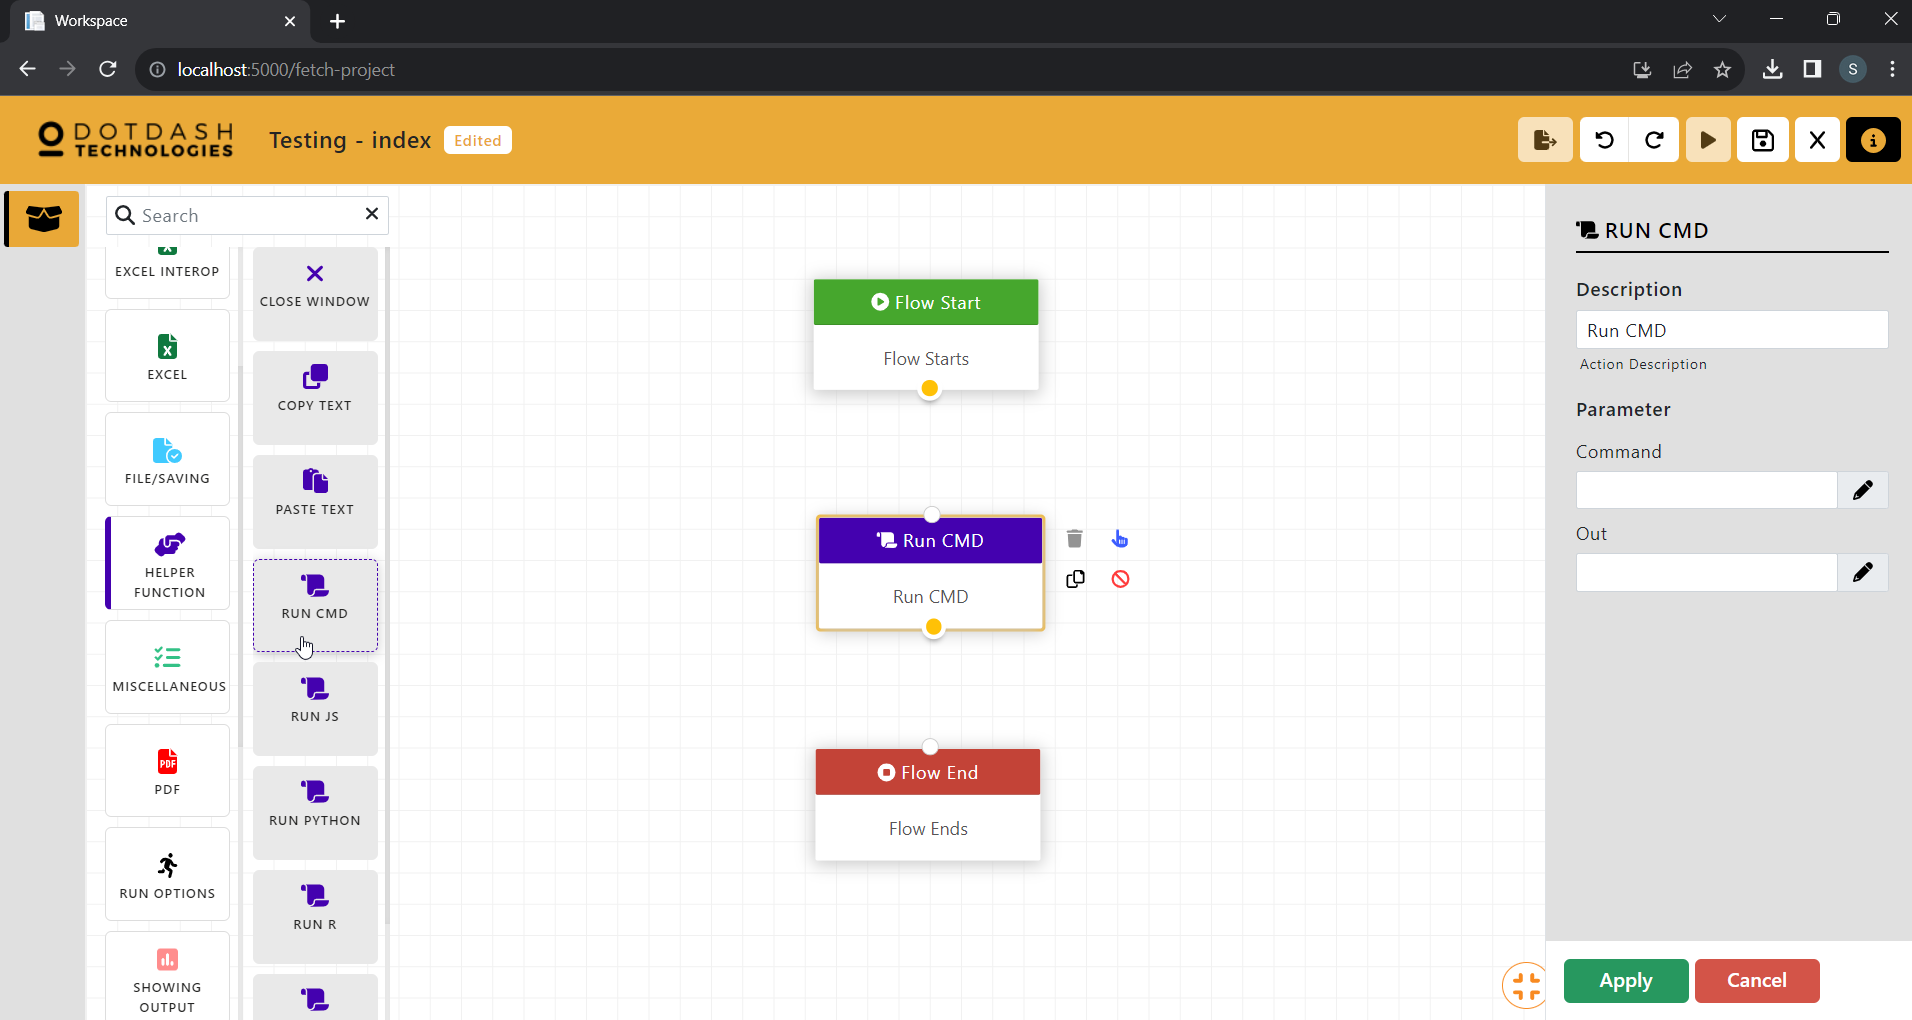 Workspace
localhost:5000/fetch-project
S
DOTDASH
TECHNOLOGIES
Testing - index
Edited
Search
EXCEL INTEROP
EXCEL
FILE/SAVING
HELPER
FUNCTION
MISCELLANEOUS
PDF
PDF
RUN OPTIONS
SHOWING
OUTPUT
CLOSE WINDOW
COPY TEXT
PASTE TEXT
RUN CMD
RUN JS
RUN PYTHON
RUN R
Flow Start
Flow Starts
Run CMD
Run CMD
Flow End
Flow Ends
RUN CMD
Description
Run CMD
Action Description
Parameter
Command
Out
Apply
Cancel